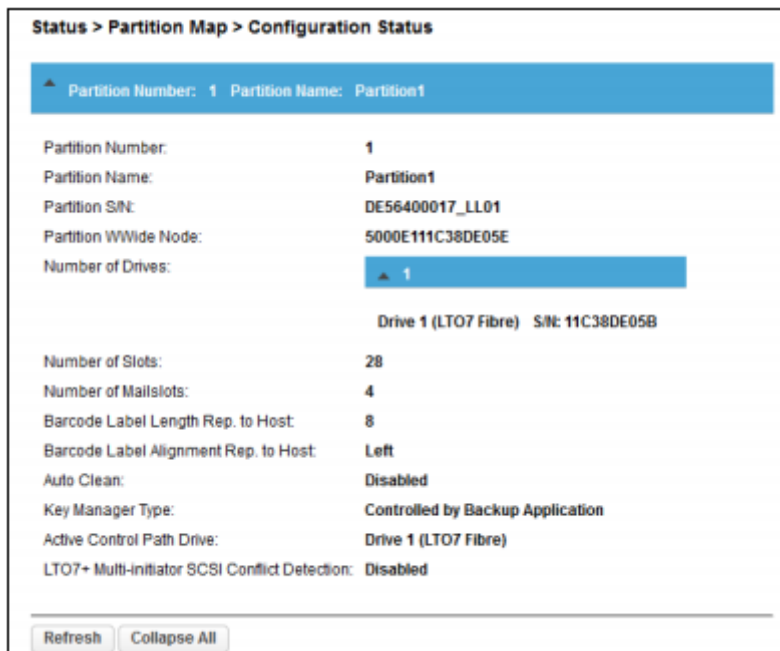 Status > Partition Map > Configuration Status
Partition Number: 1 Partition Name: Partition1
Partition Number: 1
Partition Name: Partition1
Partition S/N: DE56400017_LL01
Partition WWide Node: 5000E111C38DE05E
Number of Drives: 1
Drive 1 (LTO7 Fibre) S/N: 11C38DE05B
Number of Slots: 28
Number of Mailslots: 4
Barcode Label Length Rep. to Host: 8
Barcode Label Alignment Rep. to Host: Left
Auto Clean: Disabled
Key Manager Type: Controlled by Backup Application
Active Control Path Drive: Drive 1 (LTO7 Fibre)
LTO7+ Multi-initiator SCSI Conflict Detection: Disabled
Refresh Collapse All